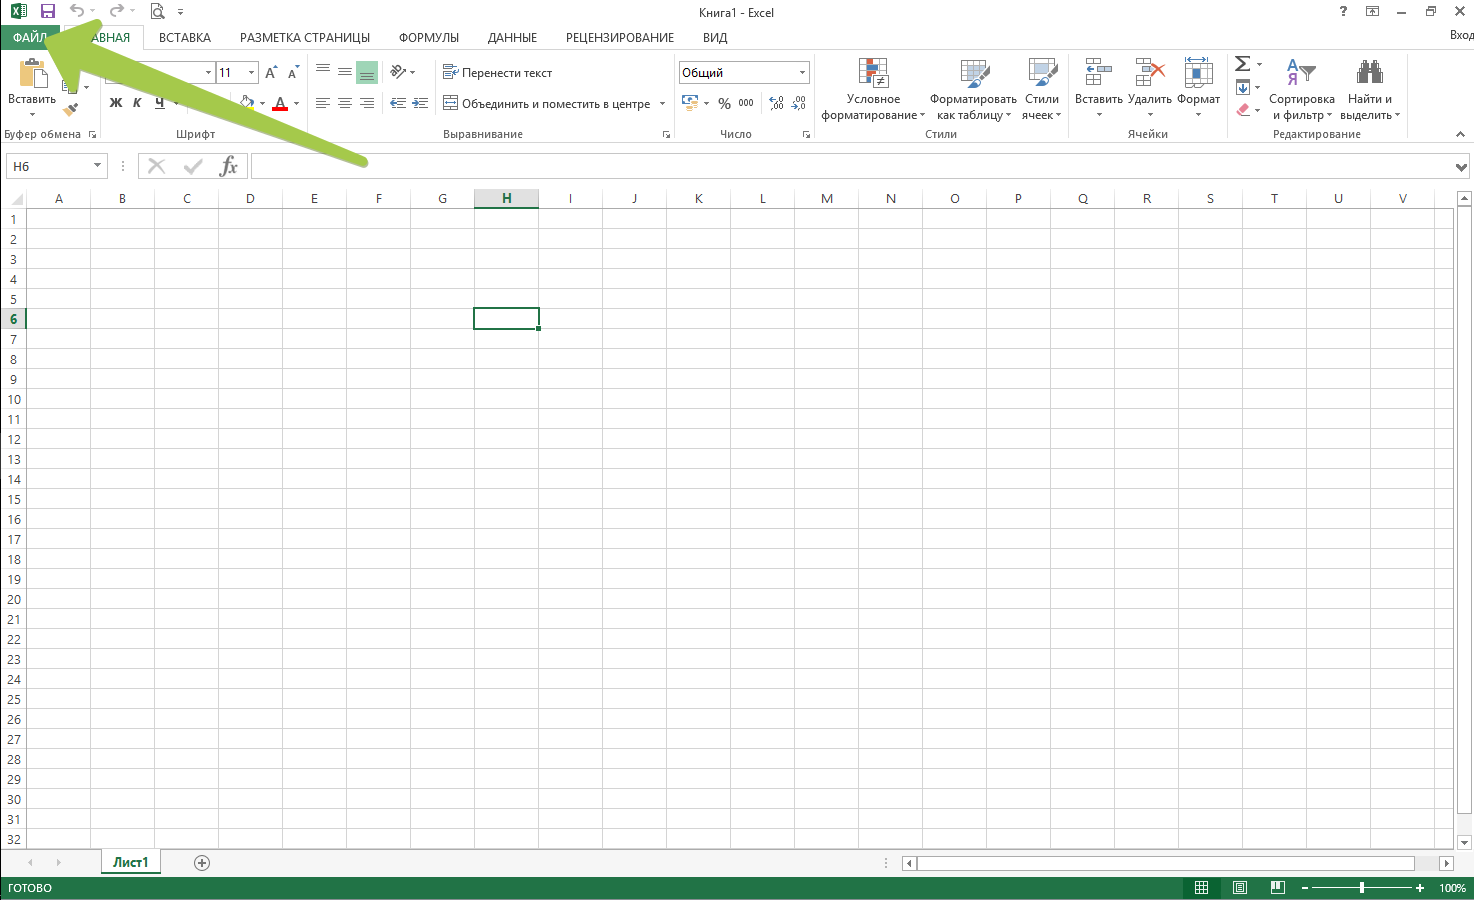 Книга1 - Excel
?
ФАЙЛ АВНАЯ ВСТАВКА РАЗМЕТКА СТРАНИЦЫ ФОРМУЛЫ ДАННЫЕ РЕЦЕНЗИРОВАНИЕ ВИД Вход
11 Перенести текст Общий
Вставить Ж К Ч Объединить и поместить в центре % 000
Условное форматирование
Форматировать как таблицу
Стили ячеек
Вставить Удалить Формат
Сортировка и фильтр
Найти и выделить
Буфер обмена Шрифт Выравнивание Число Стили Ячейки Редактирование
H6 fx
A B C D E F G H I J K L M N O P Q R S T U V
1
2
3
4
5
6
7
8
9
10
11
12
13
14
15
16
17
18
19
20
21
22
23
24
25
26
27
28
29
30
31
32
Лист1
ГОТОВО 100%